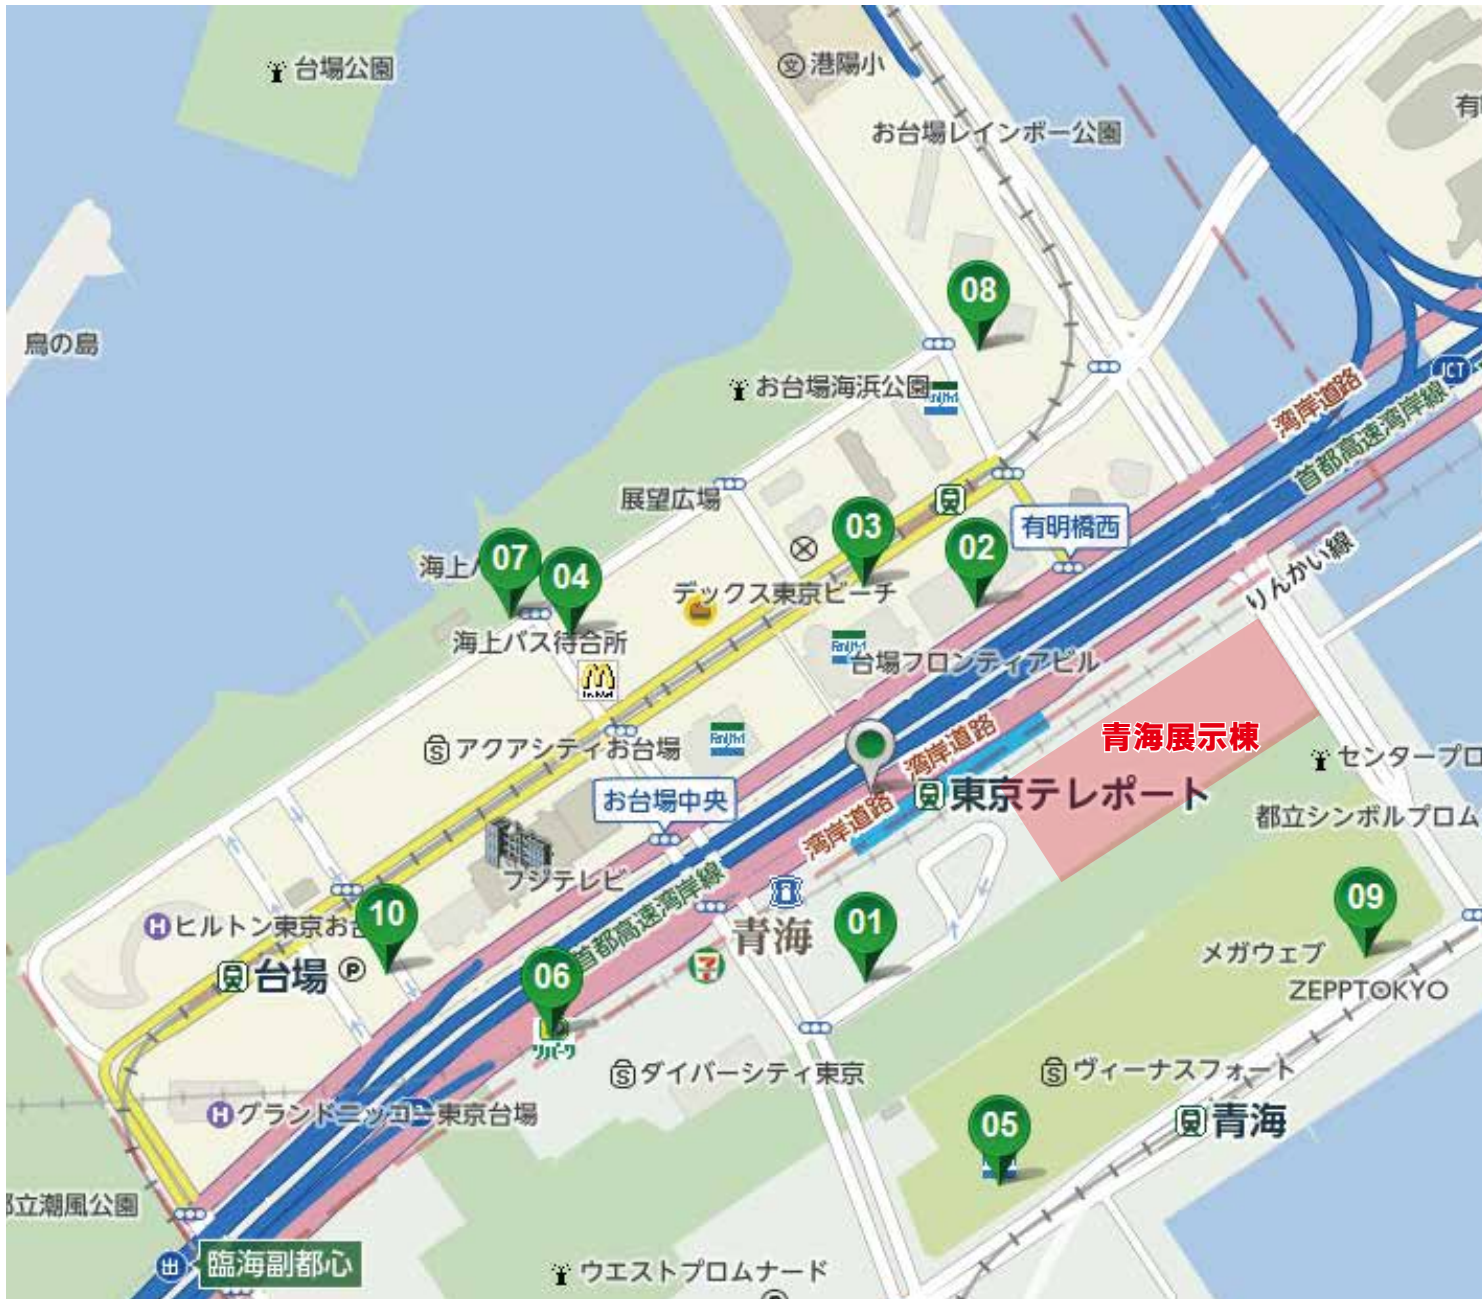 台場公園
港陽小
お台場レインボー公園
有
08
鳥の島
お台場海浜公園
JCT
湾岸道路
首都高速湾岸線
展望広場
03
02
有明橋西
海上バ
07
04
デックス東京ビーチ
りんかい線
海上バス待合所
台場フロンティアビル
アクアシティお台場
青海展示棟
湾岸道路
センタープロ
お台場中央
東京テレポート
都立シンボルプロム
湾岸道路
フジテレビ
首都高速湾岸線
10
ヒルトン東京お台
01
09
青海
メガウェブ
台場
P
06
7
ZEPPTOKYO
リパーク
ダイバーシティ東京
ヴィーナスフォート
グランドニッコー東京台場
05
青海
都立潮風公園
出
臨海副都心
ウエストプロムナード